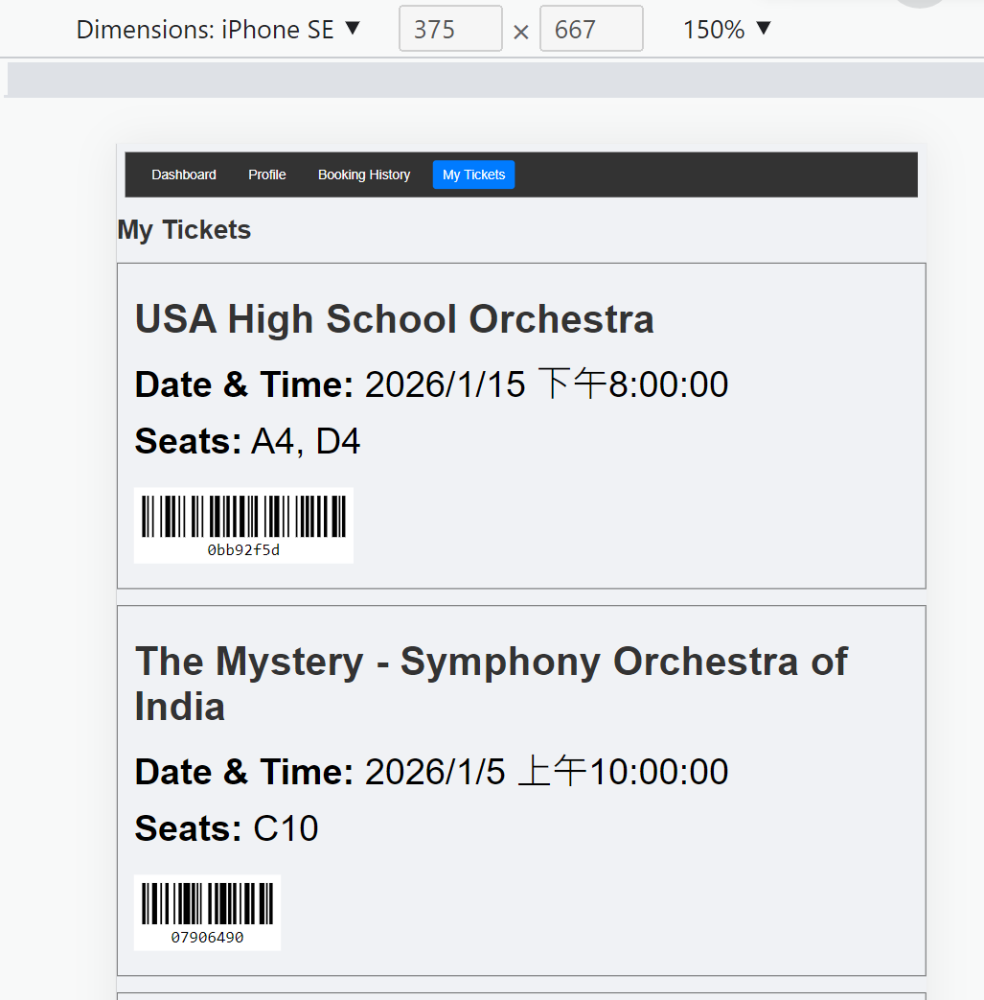 Dimensions: iPhone SE ▼ 375 × 667 150% ▼
Dashboard Profile Booking History My Tickets
My Tickets
USA High School Orchestra
Date & Time: 2026/1/15 下午8:00:00
Seats: A4, D4
0bb92f5d
The Mystery - Symphony Orchestra of
India
Date & Time: 2026/1/5 上午10:00:00
Seats: C10
07906490